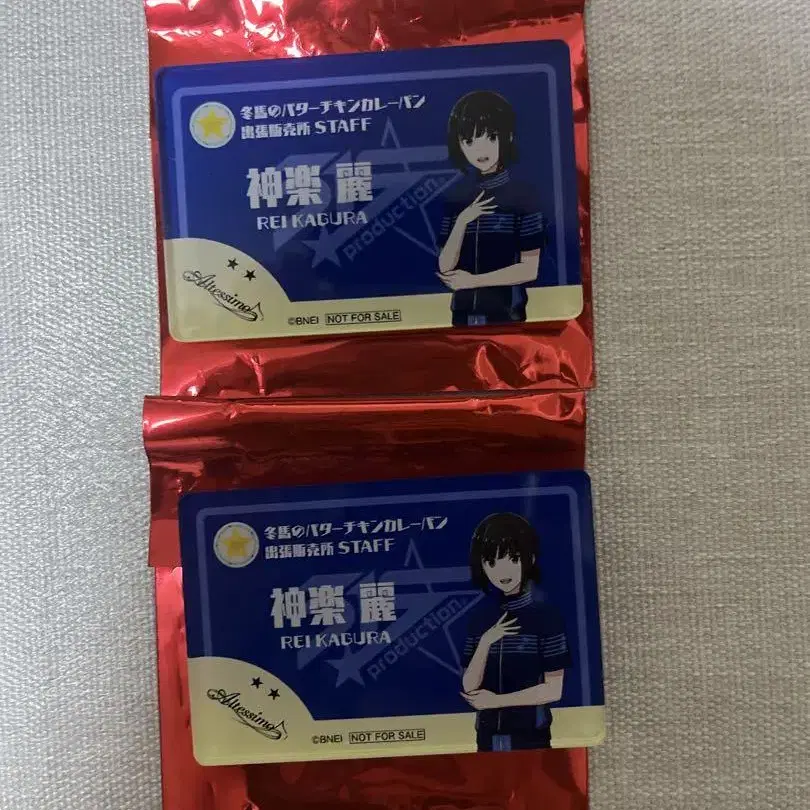 冬馬のバターチキンカレーパン
出張販売所 STAFF
神楽 麗
REI KAGURA
315
production
Altessimo
©BNEI NOT FOR SALE
冬馬のバターチキンカレーパン
出張販売所 STAFF
神楽 麗
REI KAGURA
315
production
Altessimo
©BNEI NOT FOR SALE